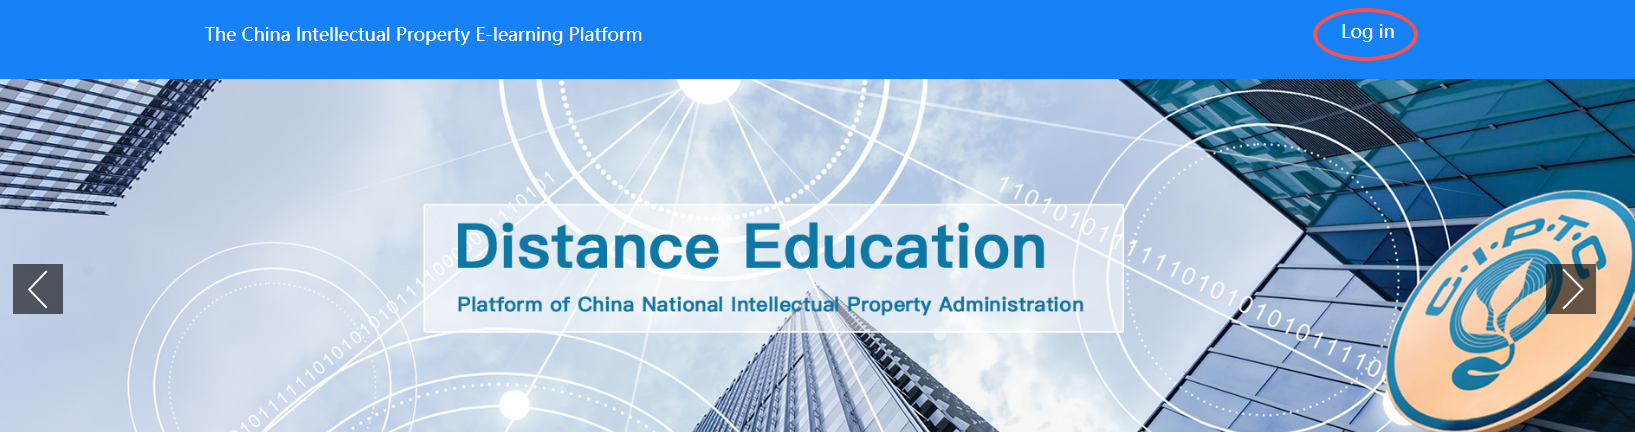 The China Intellectual Property E-learning Platform
Log in
Distance Education
Platform of China National Intellectual Property Administration
C·I·P·T·C